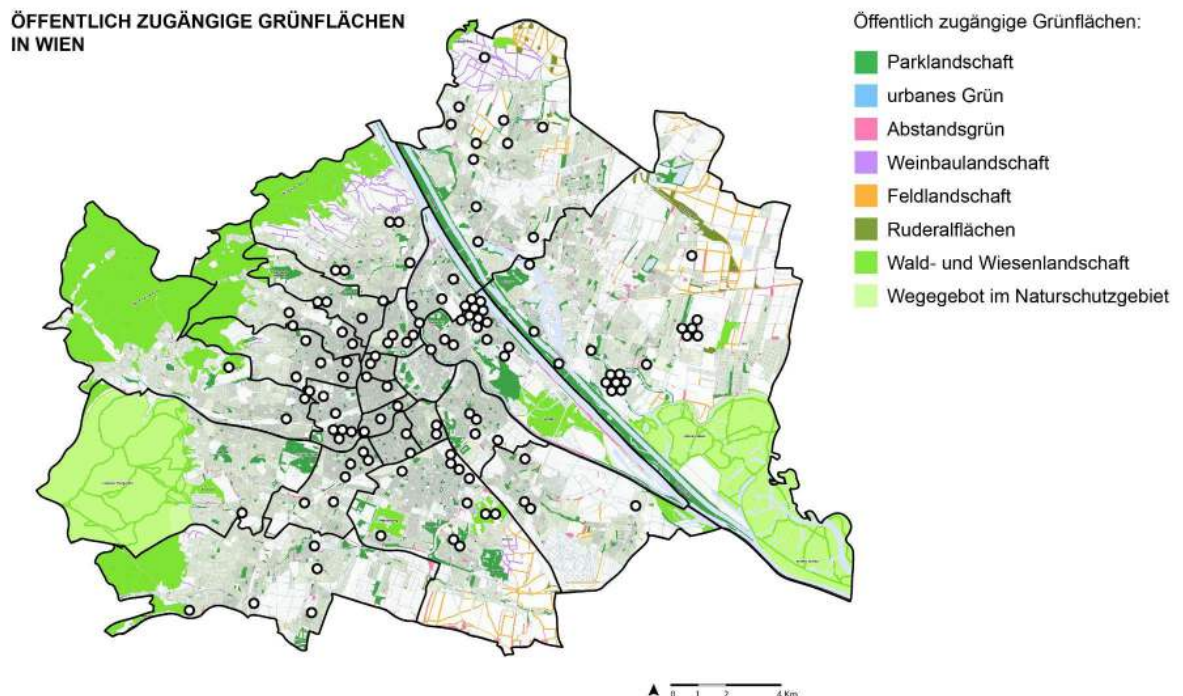 ÖFFENTLICH ZUGÄNGIGE GRÜNFLÄCHEN
IN WIEN
Öffentlich zugängige Grünflächen:
Parklandschaft
urbanes Grün
Abstandsgrün
Weinbaulandschaft
Feldlandschaft
Ruderalflächen
Wald- und Wiesenlandschaft
Wegegebot im Naturschutzgebiet
0 1 2 4 Km